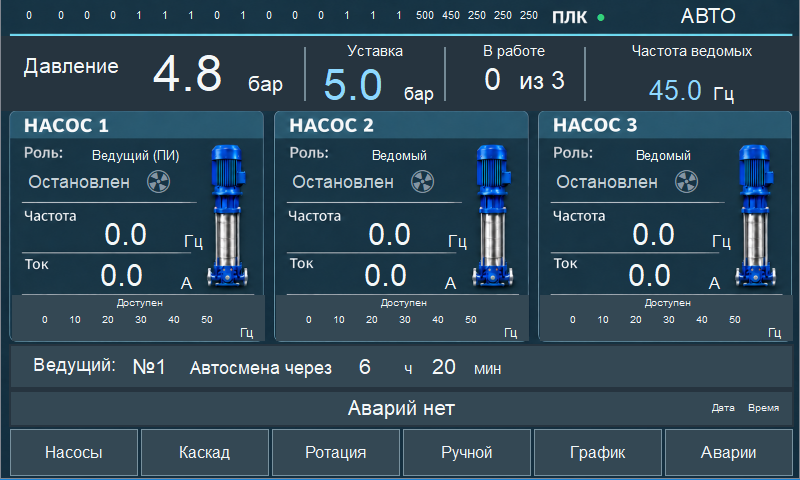 0 0 0 0 1 1 1 0 1 0 0 0 1 1 1 500 450 250 250 250 ПЛК АВТО
Давление 4.8 бар
Уставка
5.0 бар
В работе
0 из 3
Частота ведомых
45.0 Гц
НАСОС 1
Роль: Ведущий (ПИ)
Остановлен
Частота
0.0 Гц
Ток
0.0 А
Доступен
0 10 20 30 40 50
Гц
НАСОС 2
Роль: Ведомый
Остановлен
Частота
0.0 Гц
Ток
0.0 А
Доступен
0 10 20 30 40 50
Гц
НАСОС 3
Роль: Ведомый
Остановлен
Частота
0.0 Гц
Ток
0.0 А
Доступен
0 10 20 30 40 50
Гц
Ведущий: №1 Автосмена через 6 ч 20 мин
Аварий нет Дата Время
Насосы Каскад Ротация Ручной График Аварии